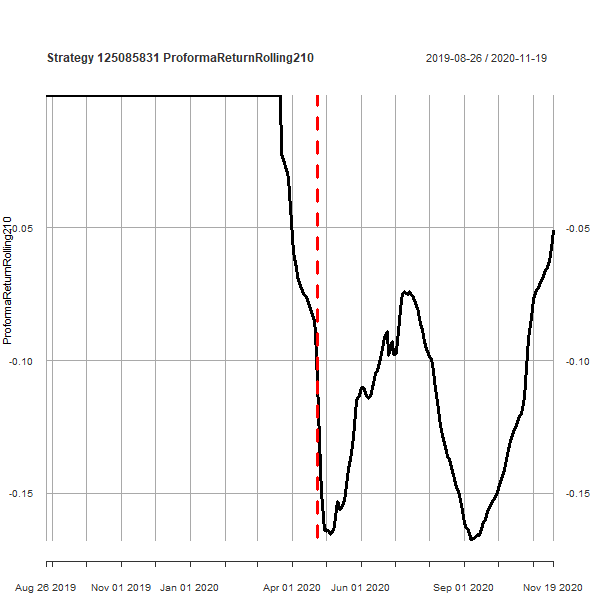 Strategy 125085831 ProformaReturnRolling210
2019-08-26 / 2020-11-19
ProformaReturnRolling210
-0.05 -0.05
-0.10 -0.10
-0.15 -0.15
Aug 26 2019 Nov 01 2019 Jan 01 2020 Apr 01 2020 Jun 01 2020 Sep 01 2020 Nov 19 2020